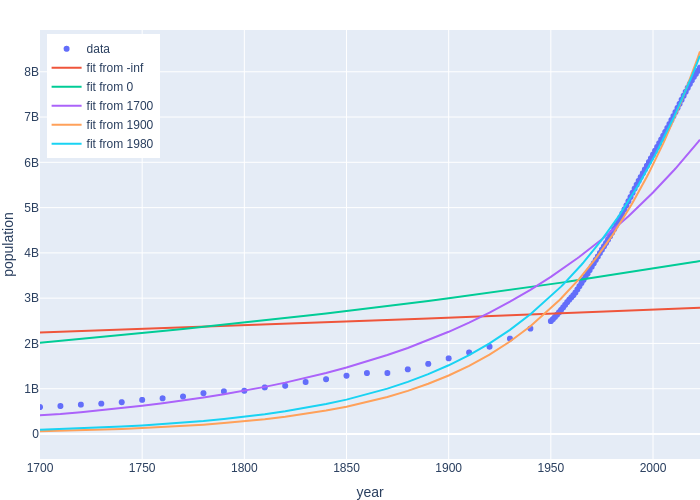 data
fit from -inf
fit from 0
fit from 1700
fit from 1900
fit from 1980
8B
7B
6B
5B
4B
3B
2B
1B
0
population
1700
1750
1800
1850
1900
1950
2000
year